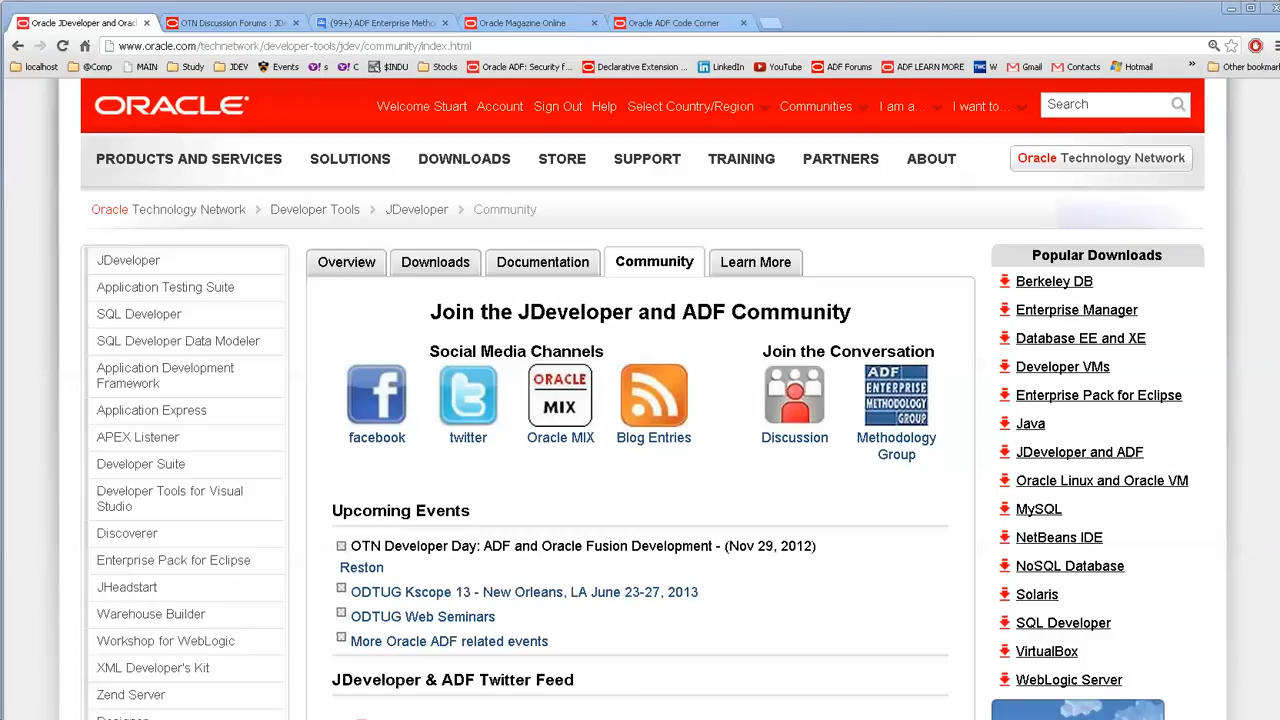 Oracle JDeveloper and Orac
OTN Discussion Forums : JD
(99+) ADF Enterprise Metho
Oracle Magazine Online
Oracle ADF Code Corner
www.oracle.com/technetwork/developer-tools/jdev/community/index.html
localhost
@Comp
MAIN
Study
JDEV
Events
Y! s
Y! C
$INDU
Stocks
Oracle ADF: Security f...
Declarative Extension ...
LinkedIn
YouTube
ADF Forums
ADF LEARN MORE
W
Gmail
Contacts
Hotmail
»
Other bookmar
ORACLE
Welcome Stuart Account Sign Out Help Select Country/Region Communities I am a... I want to...
Search
PRODUCTS AND SERVICES SOLUTIONS DOWNLOADS STORE SUPPORT TRAINING PARTNERS ABOUT
Oracle Technology Network
Oracle Technology Network > Developer Tools > JDeveloper > Community
JDeveloper
Application Testing Suite
SQL Developer
SQL Developer Data Modeler
Application Development
Framework
Application Express
APEX Listener
Developer Suite
Developer Tools for Visual
Studio
Discoverer
Enterprise Pack for Eclipse
JHeadstart
Warehouse Builder
Workshop for WebLogic
XML Developer's Kit
Zend Server
Designer
Overview
Downloads
Documentation
Community
Learn More
Join the JDeveloper and ADF Community
Social Media Channels
ORACLE
MIX
facebook
twitter
Oracle MIX
Blog Entries
Join the Conversation
ADF
ENTERPRISE
METHODOLOGY
GROUP
Discussion
Methodology
Group
Upcoming Events
OTN Developer Day: ADF and Oracle Fusion Development - (Nov 29, 2012)
Reston
ODTUG Kscope 13 - New Orleans, LA June 23-27, 2013
ODTUG Web Seminars
More Oracle ADF related events
JDeveloper & ADF Twitter Feed
Popular Downloads
Berkeley DB
Enterprise Manager
Database EE and XE
Developer VMs
Enterprise Pack for Eclipse
Java
JDeveloper and ADF
Oracle Linux and Oracle VM
MySQL
NetBeans IDE
NoSQL Database
Solaris
SQL Developer
VirtualBox
WebLogic Server